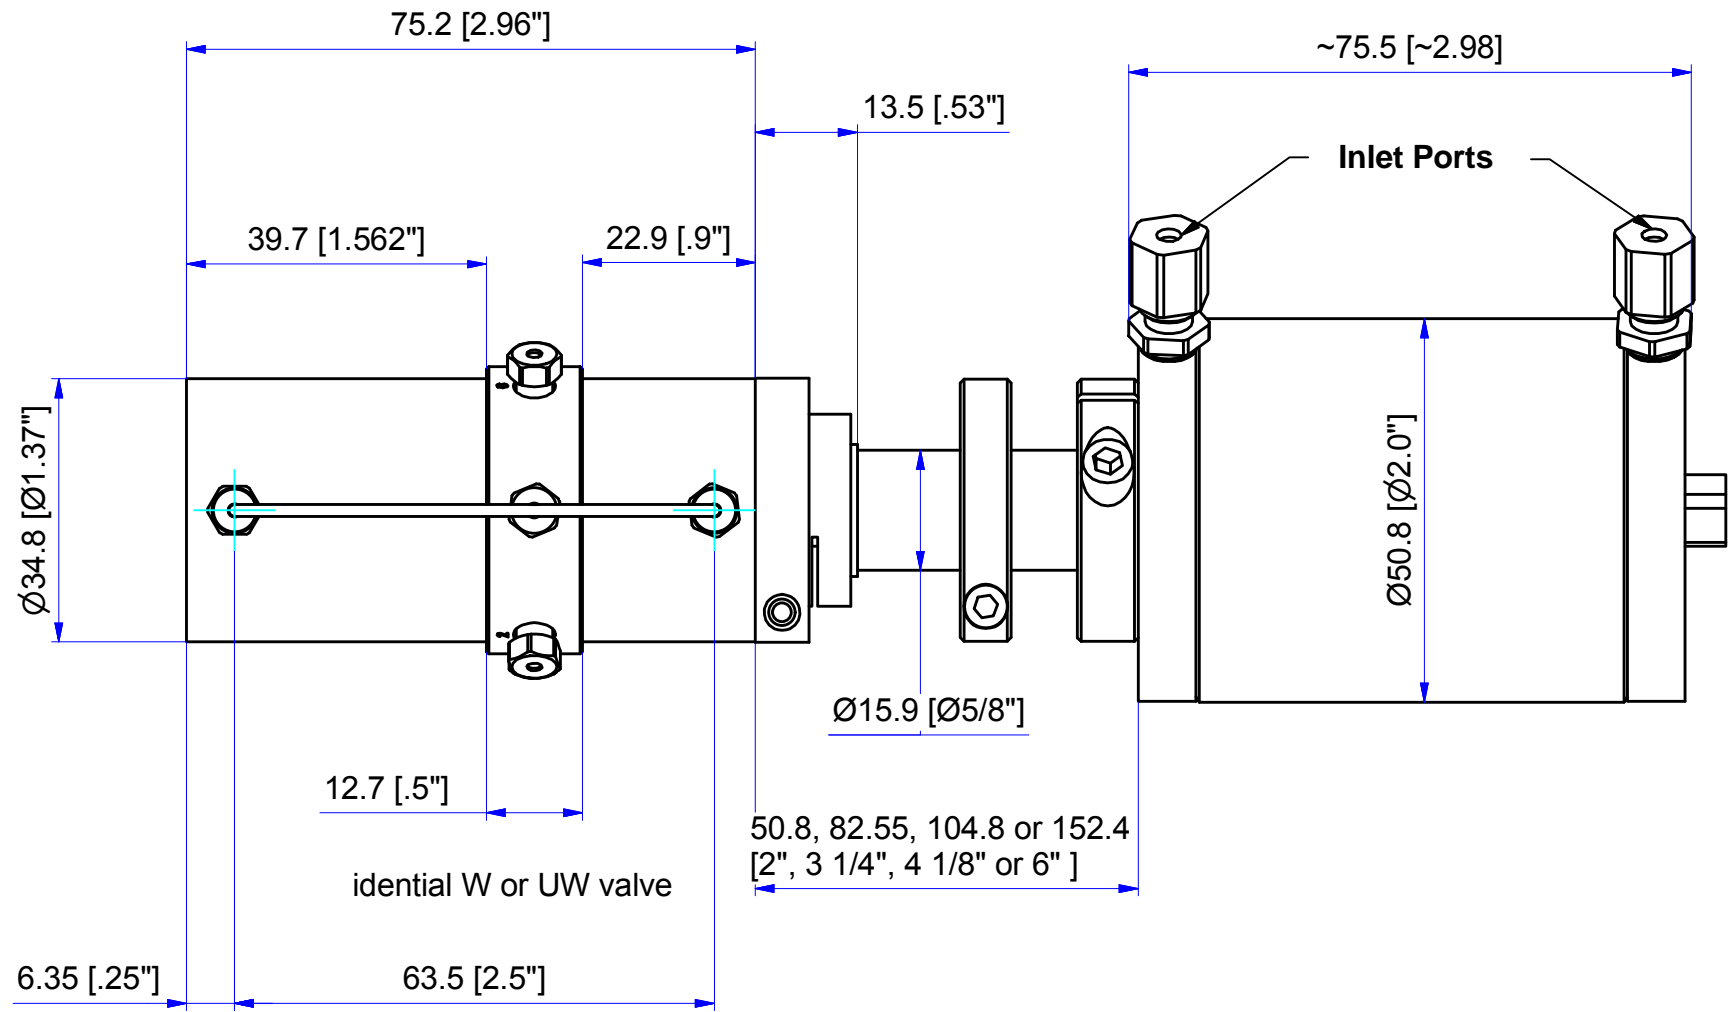 75.2 [2.96"]
~75.5 [~2.98]
13.5 [.53"]
Inlet Ports
39.7 [1.562"]
22.9 [.9"]
6
Ø34.8 [Ø1.37"]
Ø50.8 [Ø2.0"]
2
Ø15.9 [Ø5/8"]
12.7 [.5"]
50.8, 82.55, 104.8 or 152.4
[2", 3 1/4", 4 1/8" or 6" ]
idential W or UW valve
6.35 [.25"]
63.5 [2.5"]